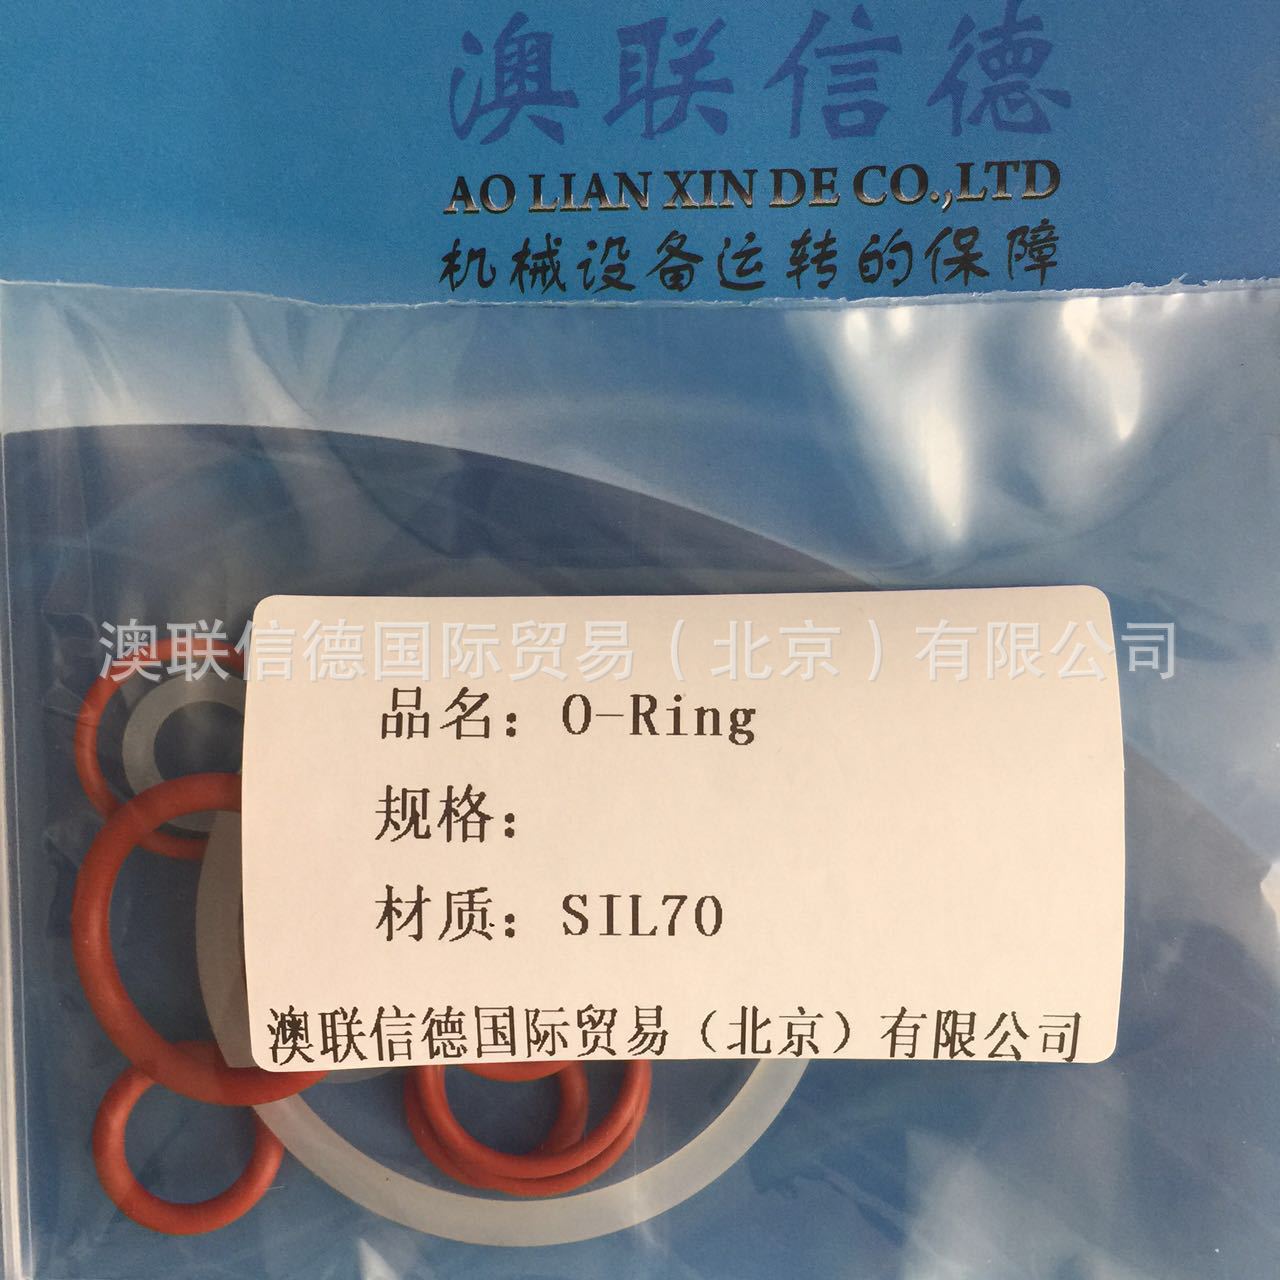 澳联信德
AO LIAN XIN DE CO.,LTD
机械设备运转的保障
澳联信德国际贸易（北京）有限公司
品名：O-Ring
规格：
材质：SIL70
澳联信德国际贸易（北京）有限公司